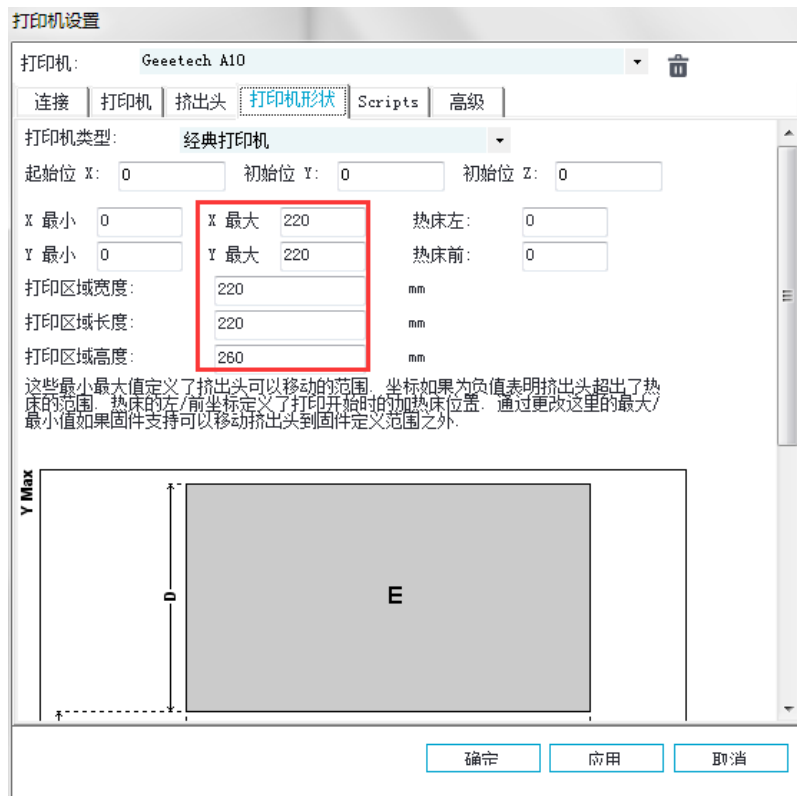 打印机设置
打印机: Geeetech A10
连接 打印机 挤出头 打印机形状 Scripts 高级
打印机类型: 经典打印机
起始位 X: 0 初始位 Y: 0 初始位 Z: 0
X 最小 0 X 最大 220 热床左: 0
Y 最小 0 Y 最大 220 热床前: 0
打印区域宽度: 220 mm
打印区域长度: 220 mm
打印区域高度: 260 mm
这些最小最大值定义了挤出头可以移动的范围. 坐标如果为负值表明挤出头超出了热
床的范围. 热床的左/前坐标定义了打印开始时的加热床位置. 通过更改这里的最大/
最小值如果固件支持可以移动挤出头到固件定义范围之外.
Y Max
D
E
确定 应用 取消